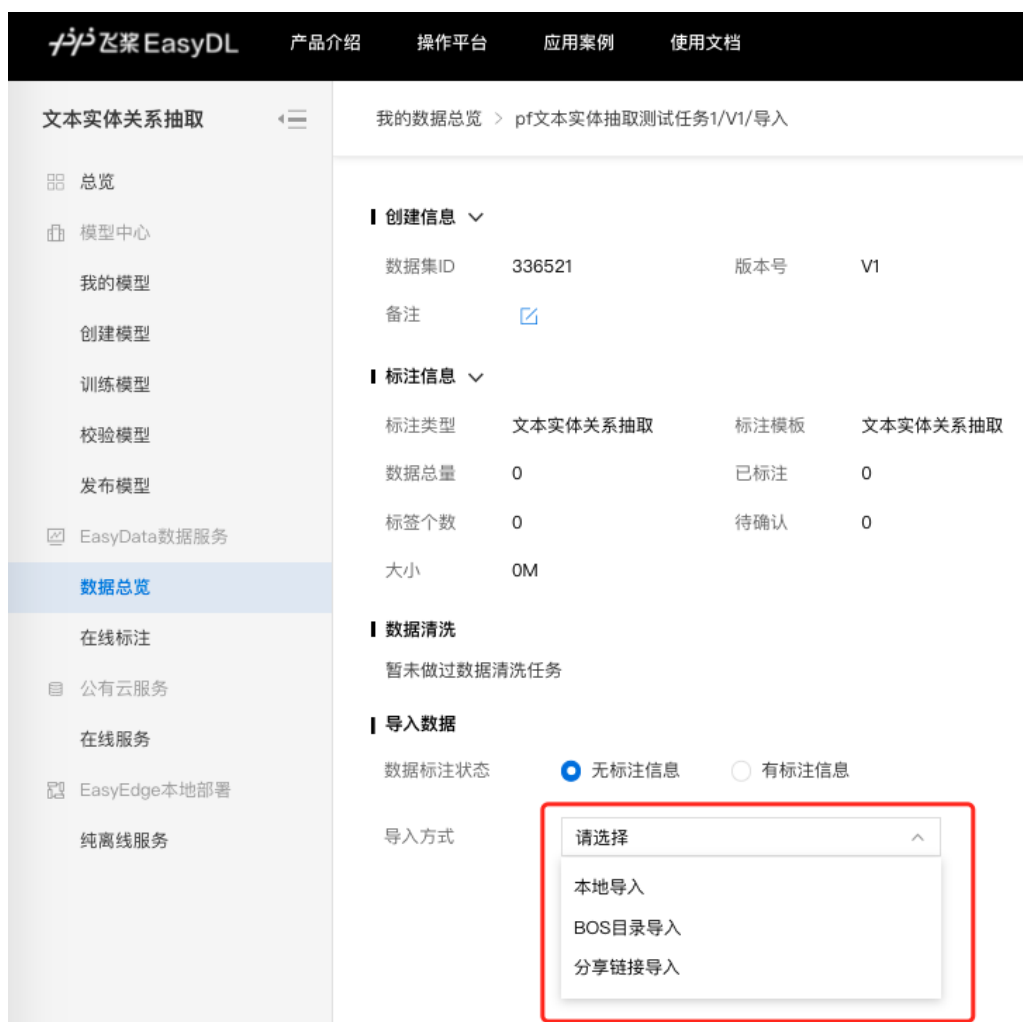 飞桨EasyDL 产品介绍 操作平台 应用案例 使用文档
文本实体关系抽取
我的数据总览 > pf文本实体抽取测试任务1/V1/导入
总览
模型中心
我的模型
创建模型
训练模型
校验模型
发布模型
EasyData数据服务
数据总览
在线标注
公有云服务
在线服务
EasyEdge本地部署
纯离线服务
创建信息
数据集ID 336521 版本号 V1
备注
标注信息
标注类型 文本实体关系抽取 标注模板 文本实体关系抽取
数据总量 0 已标注 0
标签个数 0 待确认 0
大小 0M
数据清洗
暂未做过数据清洗任务
导入数据
数据标注状态 无标注信息 有标注信息
导入方式 请选择
本地导入
BOS目录导入
分享链接导入